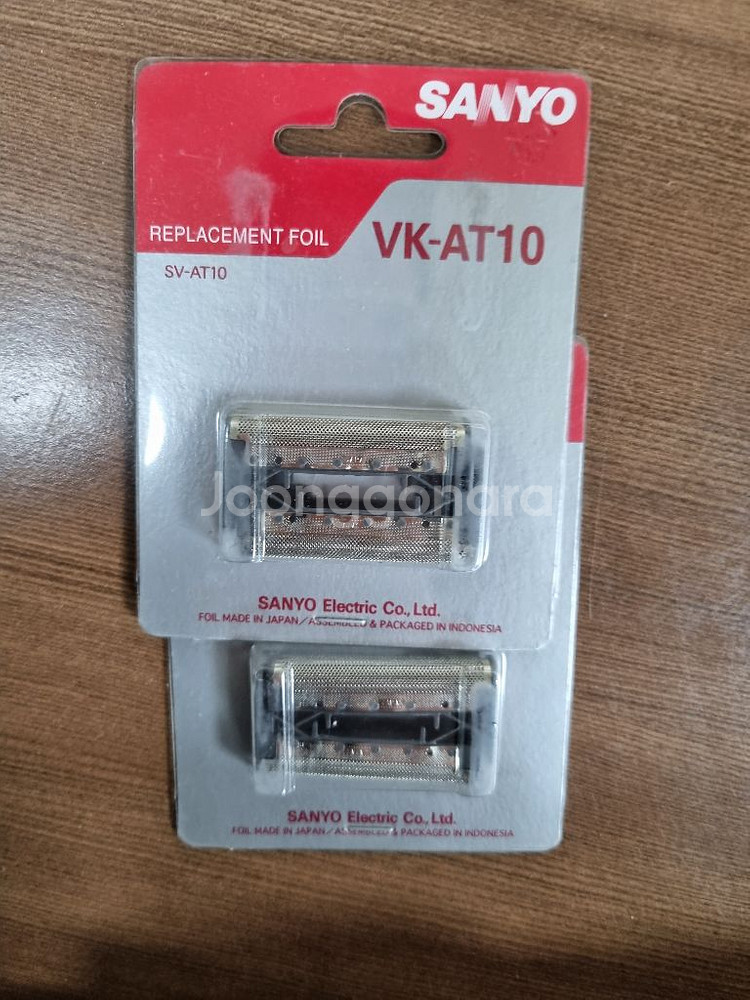 SANYO
REPLACEMENT FOIL
VK-AT10
SV-AT10
Joonggonara
SANYO Electric Co., Ltd.
FOIL MADE IN JAPAN/ASSEMBLED & PACKAGED IN INDONESIA
SANYO Electric Co., Ltd.
FOIL MADE IN JAPAN/ASSEMBLED & PACKAGED IN INDONESIA